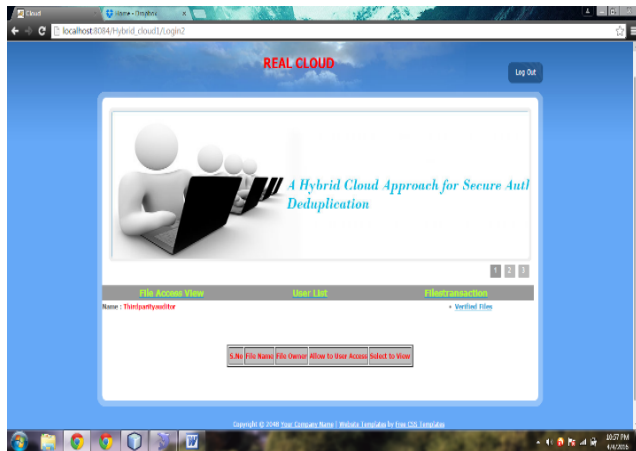 Cloud
Home - Dropbox
localhost:8084/Hybrid_cloud1/Login2
REAL CLOUD
Log Out
A Hybrid Cloud Approach for Secure Autl
Deduplication
1 2 3
File Access View User List Filestransaction
Name : Thirdpartyauditor
Verified Files
S.No File Name File Owner Allow to User Access Select to View
Copyright © 2048 Your Company Name | Website Templates by Free CSS Templates
10:57 PM
4/4/2016